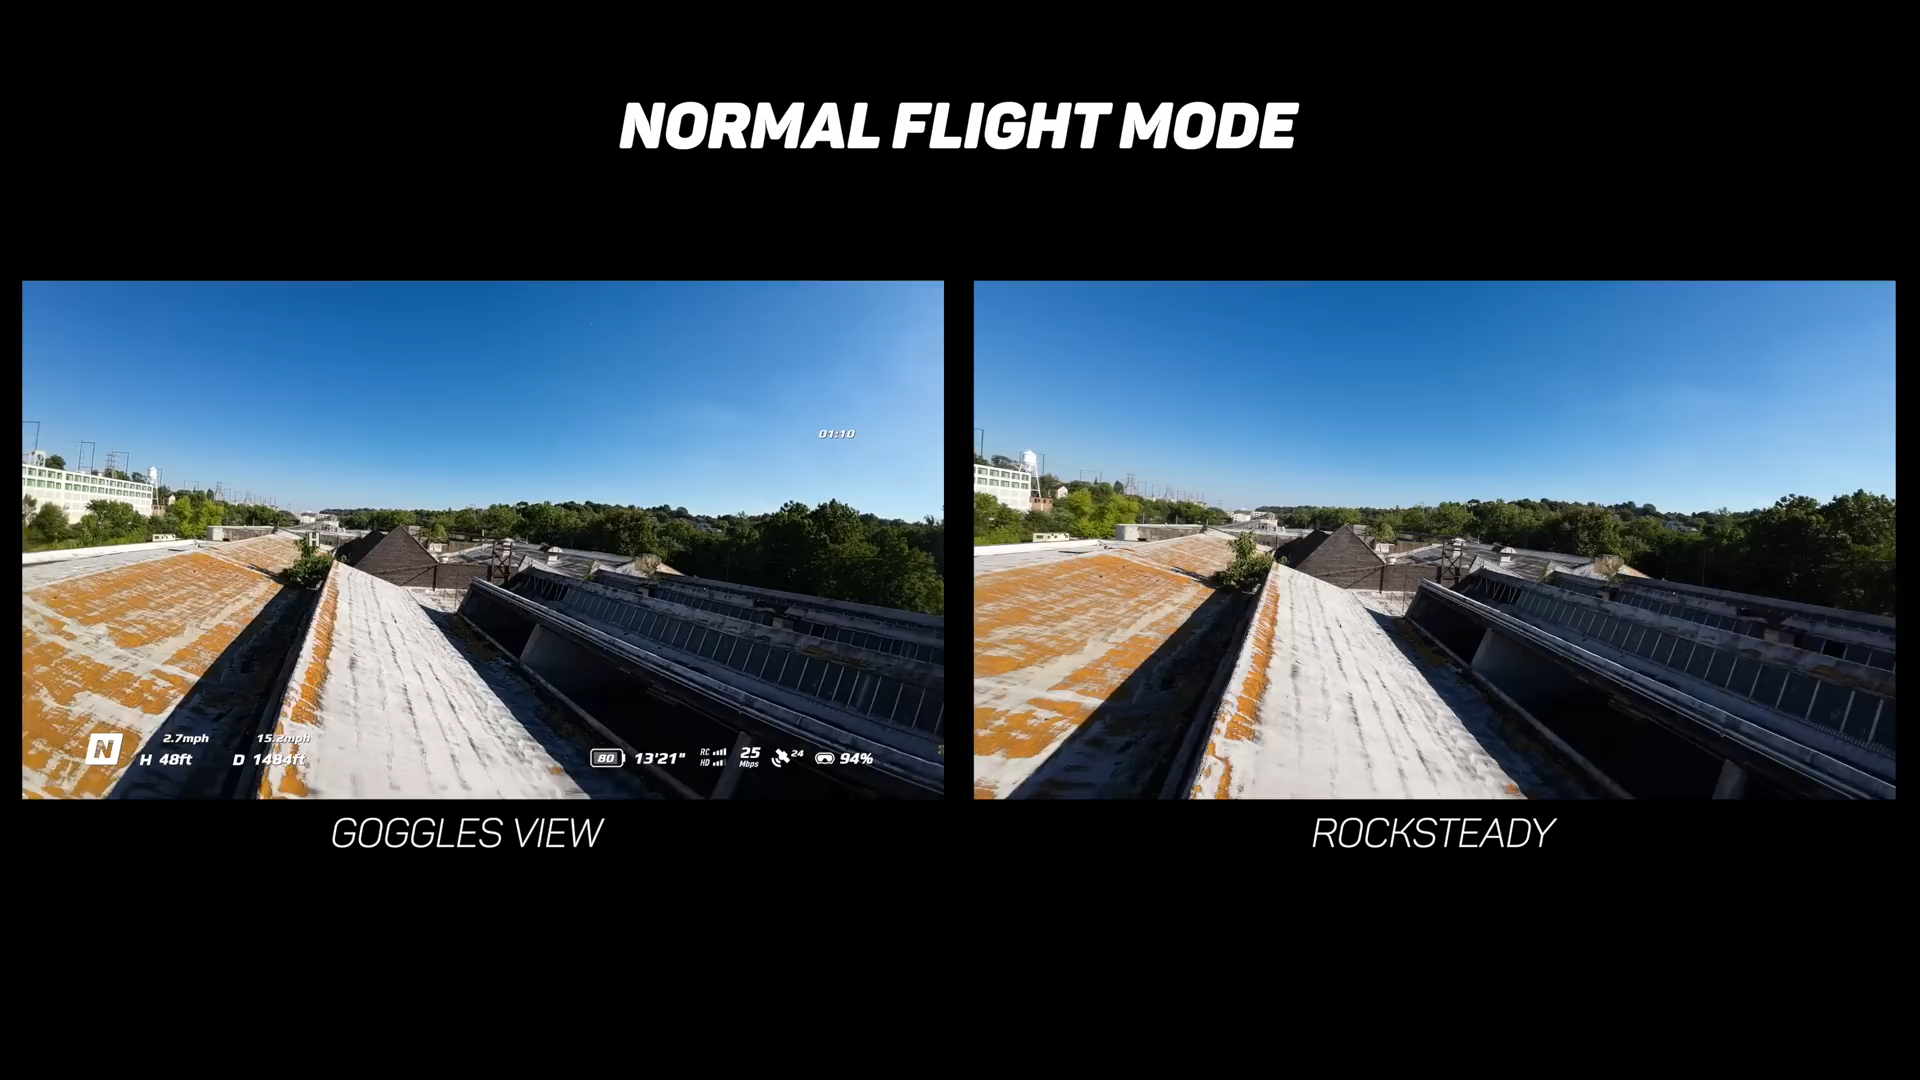 NORMAL FLIGHT MODE
01:10
N
2.7mph 15.2mph
H 48ft D 1484ft
80 13'21" RC HD 25 Mbps 24 94%
H
GOGGLES VIEW
ROCKSTEADY